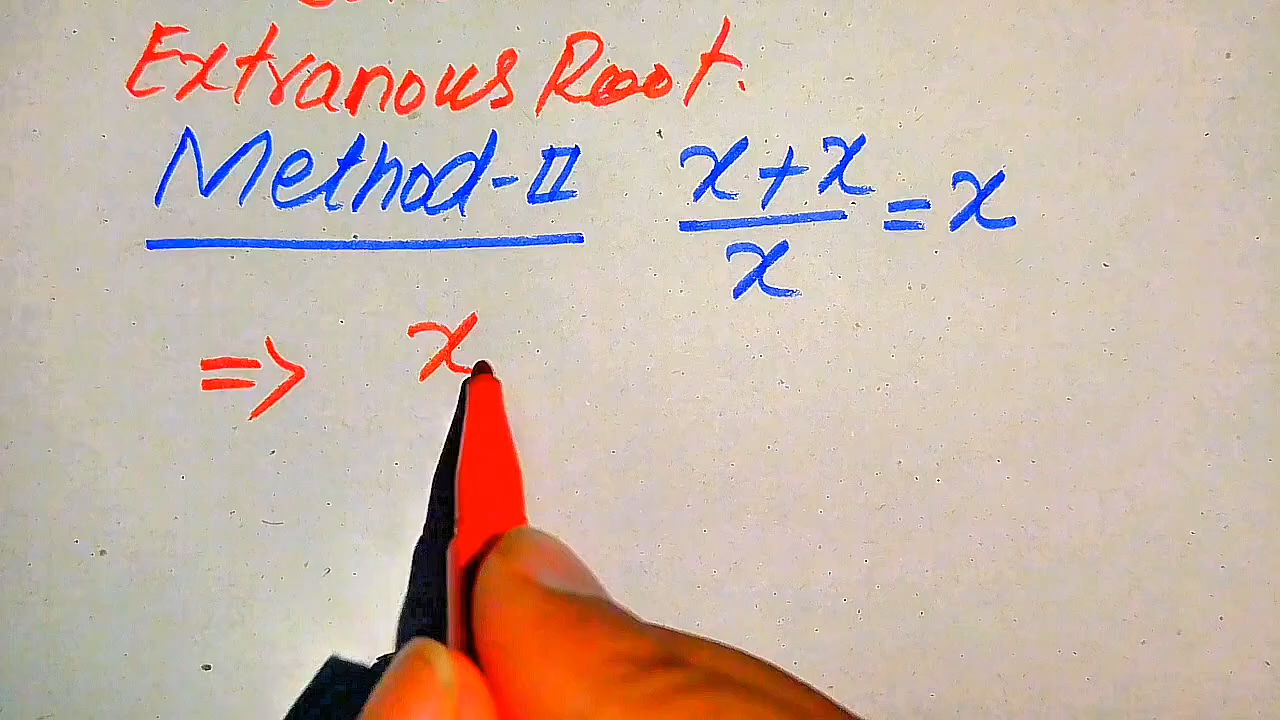 Extranous Root.
Method-II (x+x)/x = x
=> x